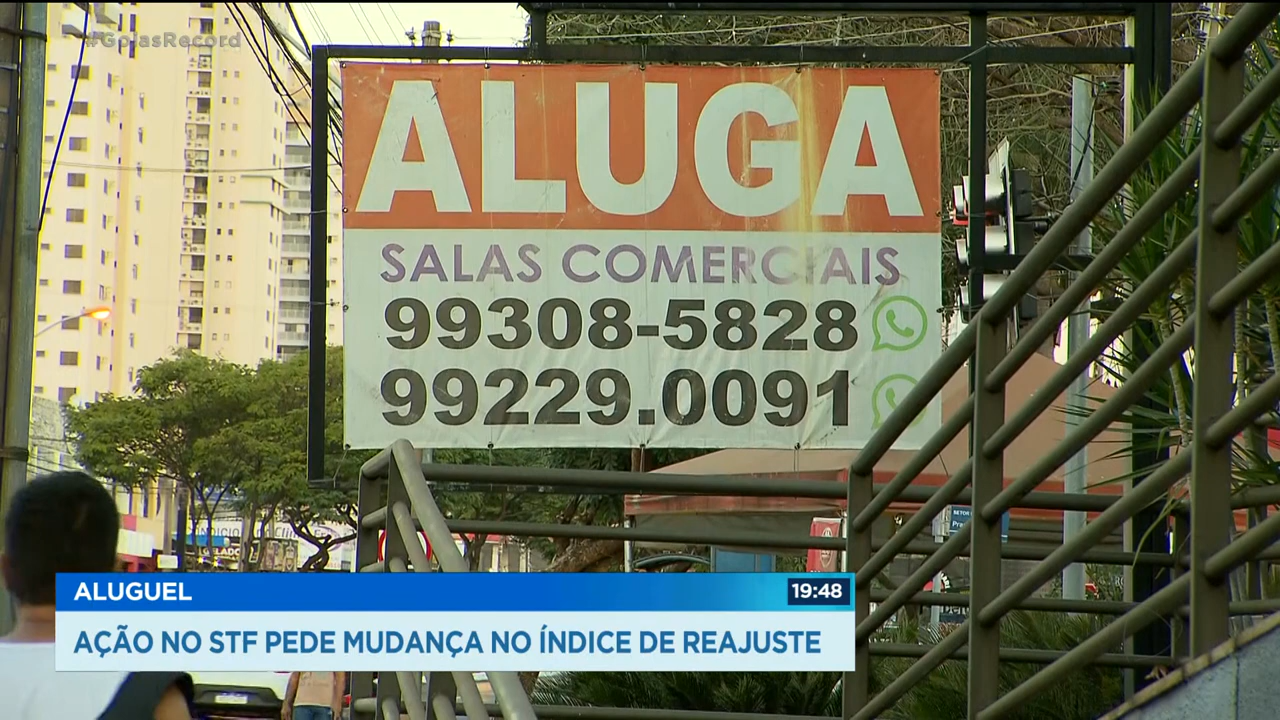 #GoiasRecord
ALUGA
SALAS COMERCIAIS
99308-5828
99229.0091
SETOR
ALUGUEL
19:48
AÇÃO NO STF PEDE MUDANÇA NO ÍNDICE DE REAJUSTE